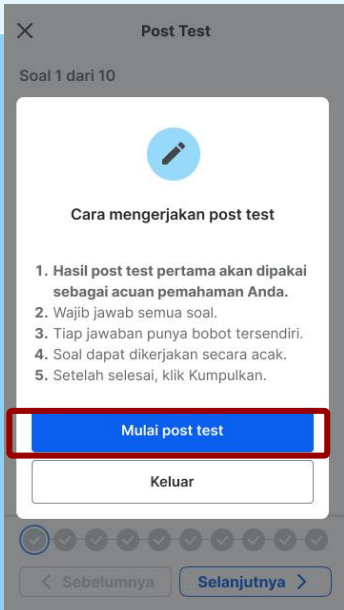 Post Test
Soal 1 dari 10
Cara mengerjakan post test
1. Hasil post test pertama akan dipakai
sebagai acuan pemahaman Anda.
2. Wajib jawab semua soal.
3. Tiap jawaban punya bobot tersendiri.
4. Soal dapat dikerjakan secara acak.
5. Setelah selesai, klik Kumpulkan.
Mulai post test
Keluar
Sebelumnya
Selanjutnya